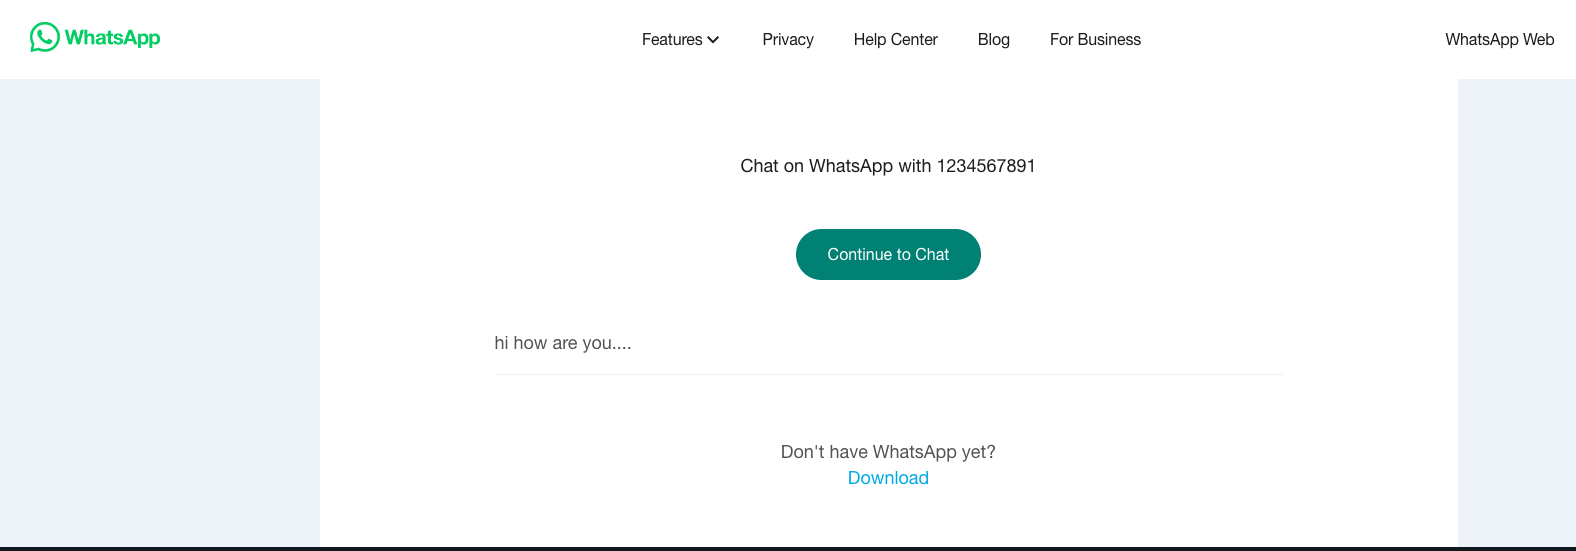 WhatsApp
Features Privacy Help Center Blog For Business WhatsApp Web
Chat on WhatsApp with 1234567891
Continue to Chat
hi how are you....
Don't have WhatsApp yet?
Download